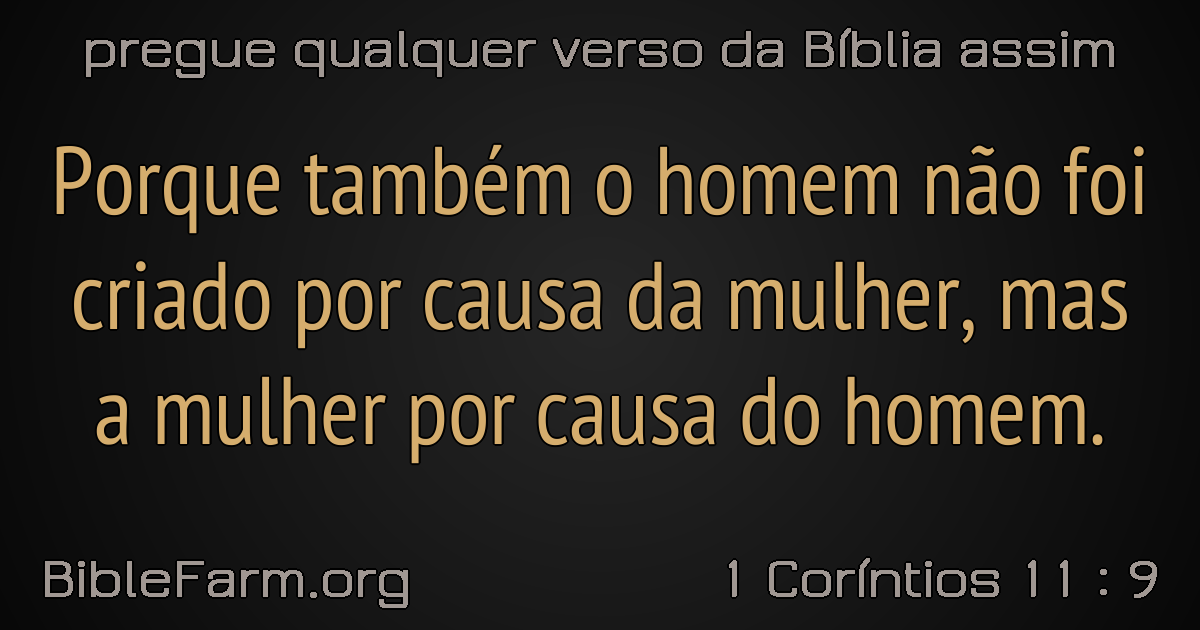 pregue qualquer verso da Bíblia assim
Porque também o homem não foi
criado por causa da mulher, mas
a mulher por causa do homem.
BibleFarm.org
1 Coríntios 11 : 9